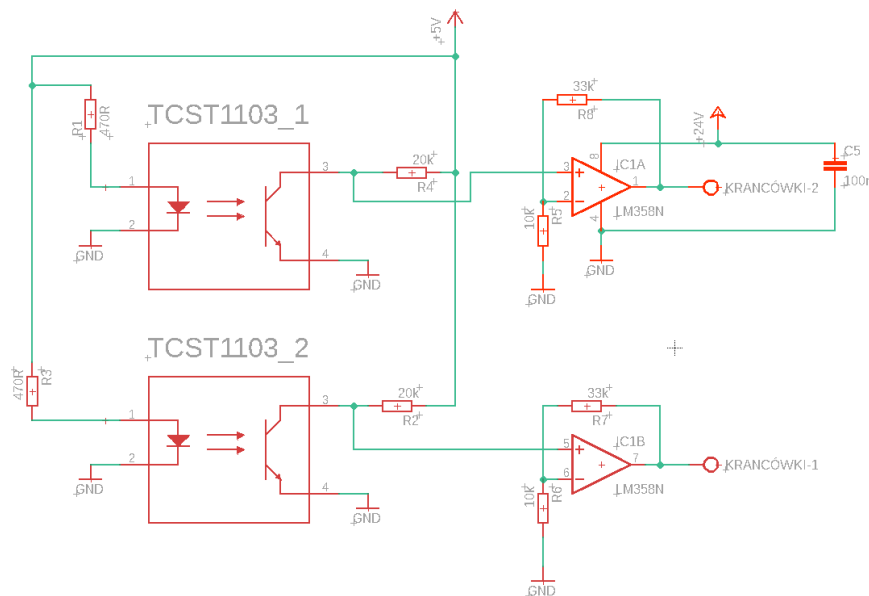 +5V
TCST1103_1
R1
470R
1
2
3
4
GND
GND
20k
R4
33k
R8
+24V
C5
100n
IC1A
8
3
2
1
4
LM358N
KRANCÓWKI-2
10k
R5
GND
GND
TCST1103_2
470R
R3
1
2
3
4
GND
GND
20k
R2
33k
R7
IC1B
5
6
7
LM358N
KRANCÓWKI-1
10k
R6
GND